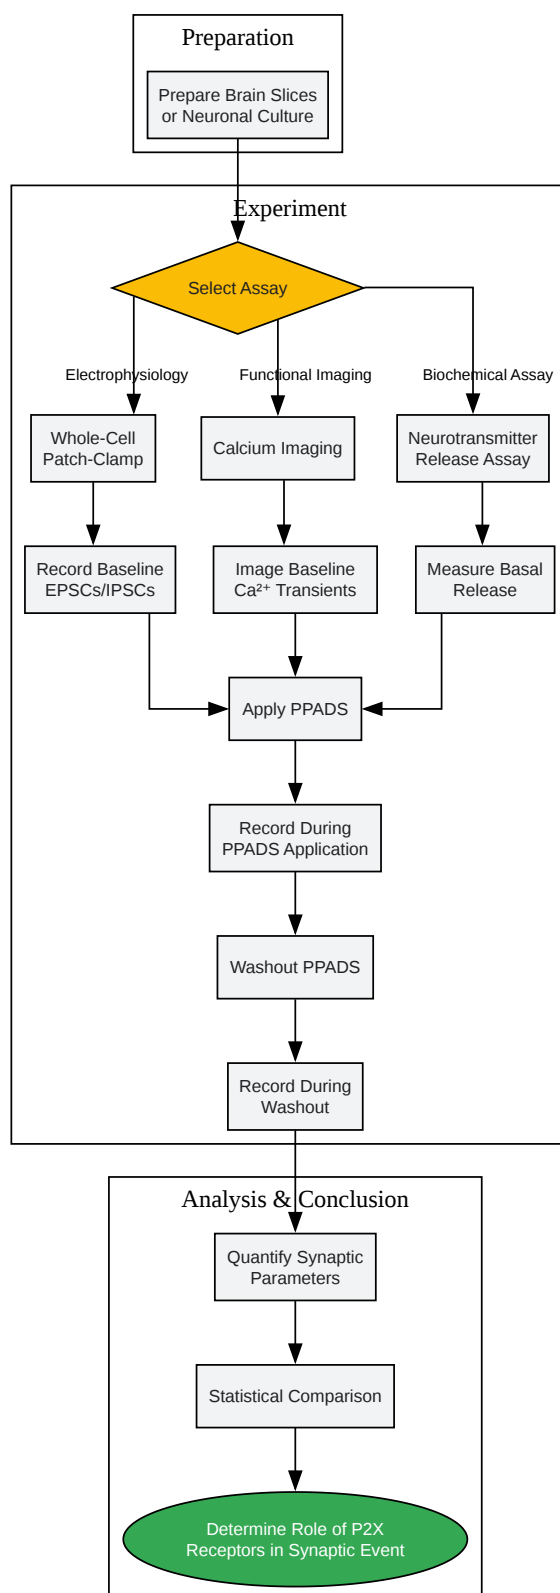 Preparation
Prepare Brain Slices
or Neuronal Culture
Experiment
Select Assay
Electrophysiology
Functional Imaging
Biochemical Assay
Whole-Cell
Patch-Clamp
Calcium Imaging
Neurotransmitter
Release Assay
Record Baseline
EPSCs/IPSCs
Image Baseline
Ca²⁺ Transients
Measure Basal
Release
Apply PPADS
Record During
PPADS Application
Washout PPADS
Record During
Washout
Analysis & Conclusion
Quantify Synaptic
Parameters
Statistical Comparison
Determine Role of P2X
Receptors in Synaptic Event